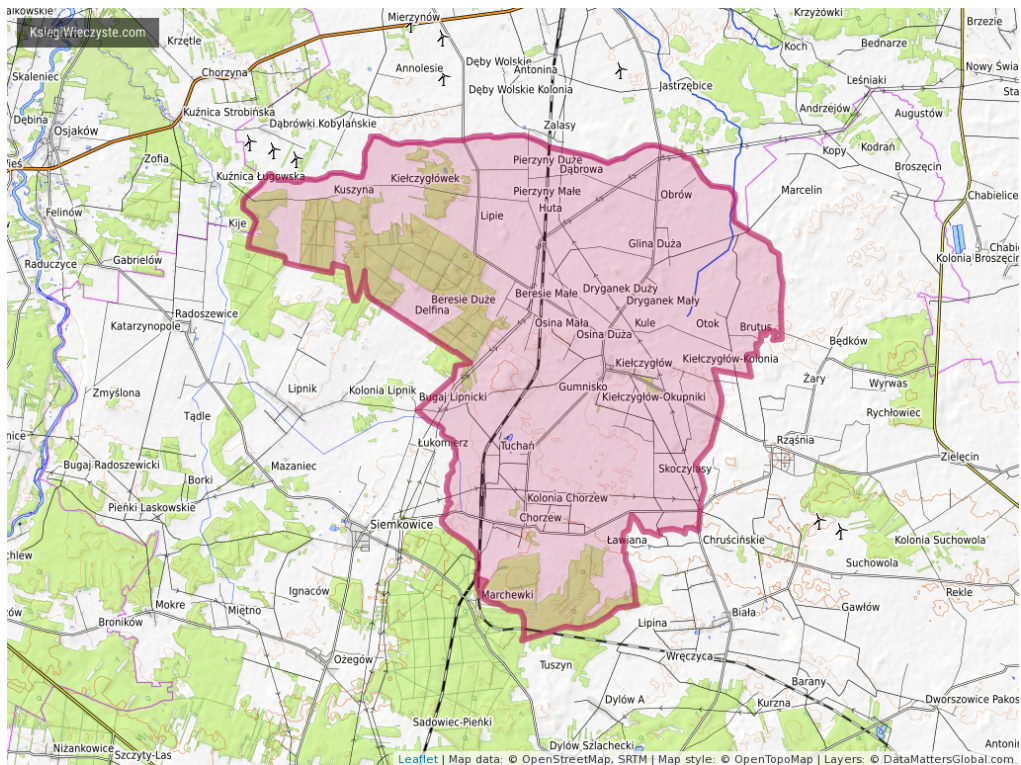 Mierzynów
Krzyżówki
Brzezie
KsiegiWieczyste.com
Krzętle
Koch
Bednarze
Dęby Wolskie
Antonina
Annolesie
Nowy Świa
Skaleniec
Chorzyna
Leśniaki
Jastrzębice
Dęby Wolskie Kolonia
Sta
Andrzejów
Kuźnica Strobińska
Augustów
Dębina
Dąbrówki Kobylańskie
Zalasy
Osjaków
Kodrań
Kopy
Zofia
Pierzyny Duże
Dąbrowa
Broszęcin
Kuźnica Ługowska
Kiełczygłówek
Kuszyna
Pierzyny Małe
Marcelin
Obrów
Chabielice
Huta
Felinów
Lipie
Kije
Glina Duża
Chabi
Kolonia Broszęcin
Gabrielów
Raduczyce
Dryganek Duży
Beresie Małe
Beresie Duże
Dryganek Mały
Delfina
Radoszewice
Katarzynopole
Osina Mała
Kule
Otok
Brutus
Osina Duża
Będków
Kiełczygłów
Kiełczygłów-Kolonia
Żary
Wyrwas
Gumnisko
Lipnik
Kolonia Lipnik
Zmyślona
Bugaj Lipnicki
Kiełczygłów-Okupniki
Rychłowiec
Tądle
Łukomierz
Tuchań
Rząśnia
Zielęcin
Bugaj Radoszewicki
Mazaniec
Skoczylasy
Borki
Kolonia Chorzew
Pieńki Laskowskie
Chorzew
Siemkowice
Ławiana
Chruścińskie
Kolonia Suchowola
Suchowola
Ignaców
Marchewki
Rekle
Mokre
Miętno
Gawłów
Biała
Broników
Lipina
Ożegów
Wręczyca
Tuszyn
Barany
Dylów A
Kurzna
Dworszowice Pakos
Sadowiec-Pieńki
Dylów Szlachecki
Niżankowice
Szczyty-Las
Antonin
Leaflet | Map data: © OpenStreetMap, SRTM | Map style: © OpenTopoMap | Layers: © DataMattersGlobal.com